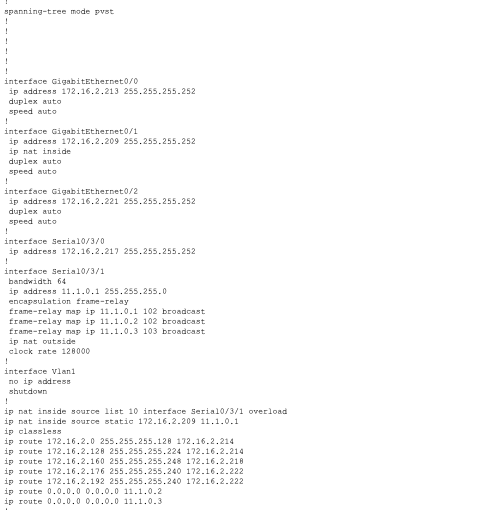 !
spanning-tree mode pvst
!
!
!
!
!
!
interface GigabitEthernet0/0
 ip address 172.16.2.213 255.255.255.252
 duplex auto
 speed auto
!
interface GigabitEthernet0/1
 ip address 172.16.2.209 255.255.255.252
 ip nat inside
 duplex auto
 speed auto
!
interface GigabitEthernet0/2
 ip address 172.16.2.221 255.255.255.252
 duplex auto
 speed auto
!
interface Serial0/3/0
 ip address 172.16.2.217 255.255.255.252
!
interface Serial0/3/1
 bandwidth 64
 ip address 11.1.0.1 255.255.255.0
 encapsulation frame-relay
 frame-relay map ip 11.1.0.1 102 broadcast
 frame-relay map ip 11.1.0.2 102 broadcast
 frame-relay map ip 11.1.0.3 103 broadcast
 ip nat outside
 clock rate 128000
!
interface Vlan1
 no ip address
 shutdown
!
ip nat inside source list 10 interface Serial0/3/1 overload
ip nat inside source static 172.16.2.209 11.1.0.1
ip classless
ip route 172.16.2.0 255.255.255.128 172.16.2.214
ip route 172.16.2.128 255.255.255.224 172.16.2.214
ip route 172.16.2.160 255.255.255.248 172.16.2.218
ip route 172.16.2.176 255.255.255.240 172.16.2.222
ip route 172.16.2.192 255.255.255.240 172.16.2.222
ip route 0.0.0.0 0.0.0.0 11.1.0.2
ip route 0.0.0.0 0.0.0.0 11.1.0.3
!